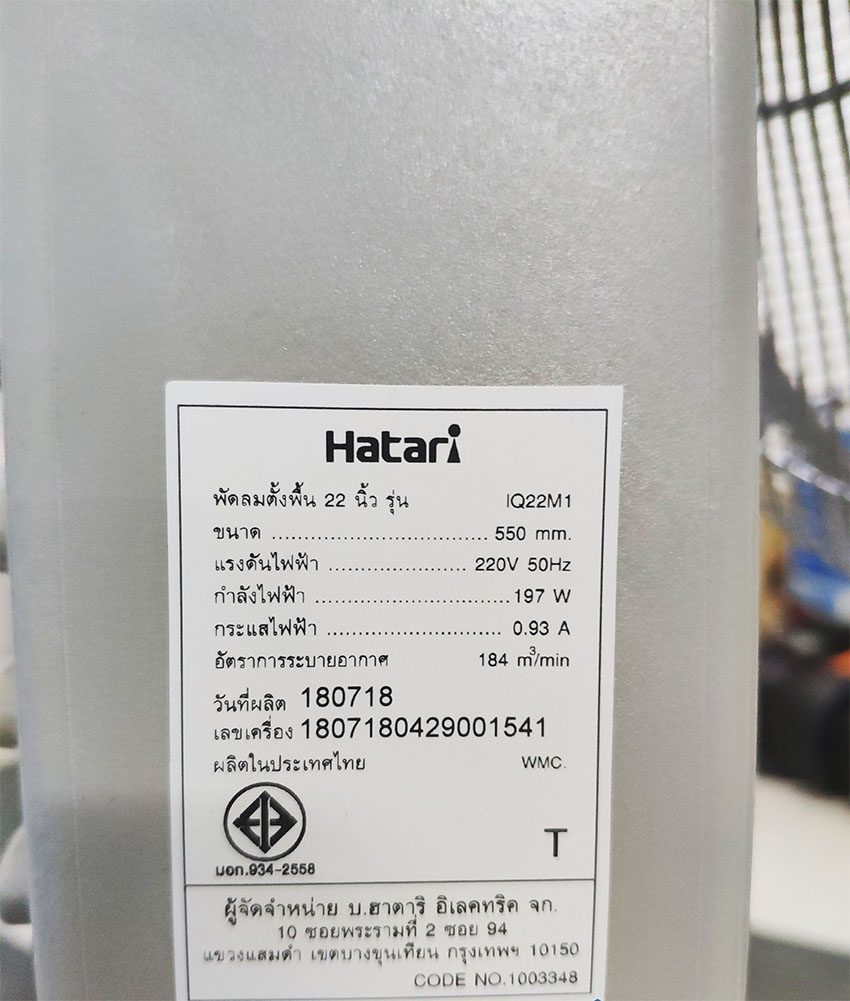 Hatari
พัดลมตั้งพื้น 22 นิ้ว รุ่น IQ22M1
ขนาด .................................. 550 mm.
แรงดันไฟฟ้า ...................... 220V 50Hz
กำลังไฟฟ้า ...............................197 W
กระแสไฟฟ้า ............................ 0.93 A
อัตราการระบายอากาศ 184 m³/min
วันที่ผลิต 180718
เลขเครื่อง 1807180429001541
ผลิตในประเทศไทย WMC.
T
มอก.934-2558
ผู้จัดจำหน่าย บ.ฮาตาริ อิเลคทริค จก.
10 ซอยพระรามที่ 2 ซอย 94
แขวงแสมดำ เขตบางขุนเทียน กรุงเทพฯ 10150
CODE NO.1003348